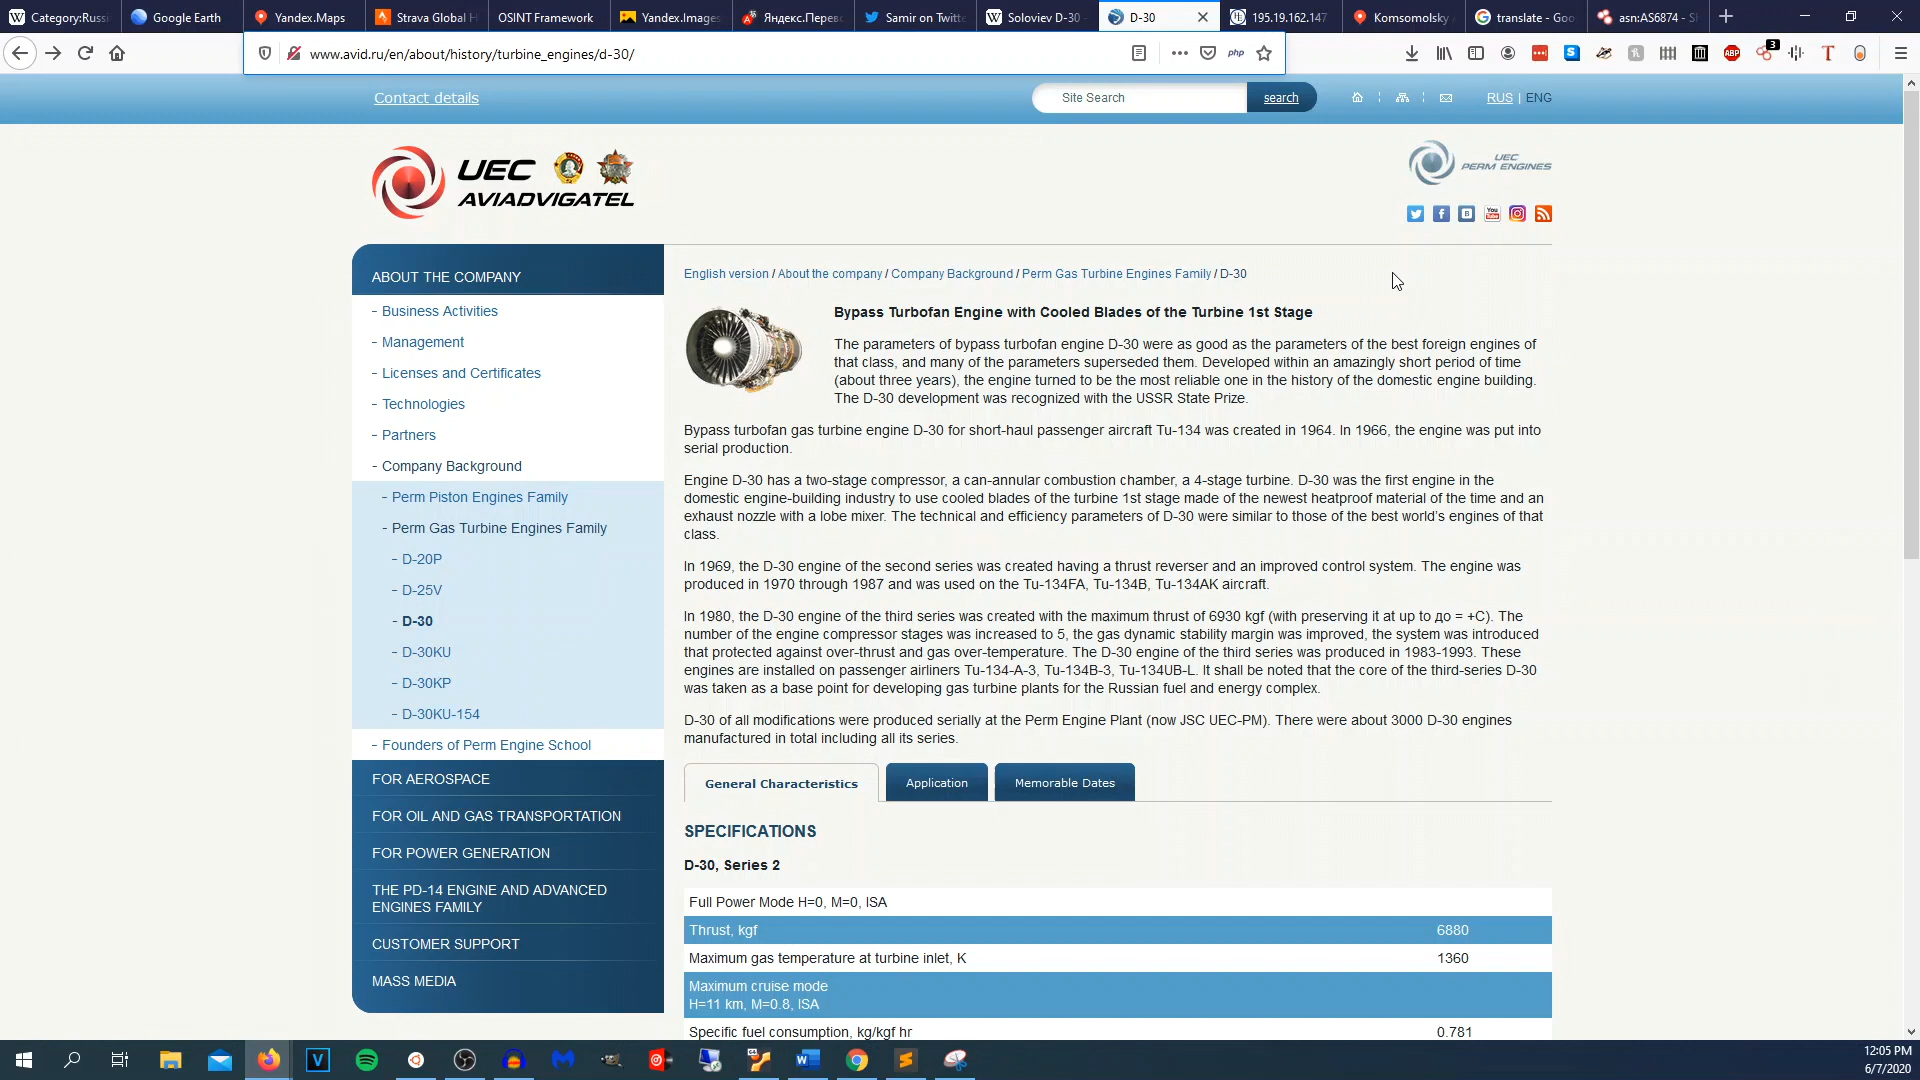 Category:Russi
Google Earth
Yandex.Maps
Strava Global H
OSINT Framework
Yandex.Images
Яндекс.Перев
Samir on Twitt
Soloviev D-30 -
D-30
195.19.162.147
Komsomolsky
translate - Goo
asn:AS6874 - S
www.avid.ru/en/about/history/turbine_engines/d-30/
php
ABP
3
Contact details
Site Search
search
RUS | ENG
UEC
AVIADVIGATEL
UEC
PERM ENGINES
You
ABOUT THE COMPANY
- Business Activities
- Management
- Licenses and Certificates
- Technologies
- Partners
- Company Background
- Perm Piston Engines Family
- Perm Gas Turbine Engines Family
- D-20P
- D-25V
- D-30
- D-30KU
- D-30KP
- D-30KU-154
- Founders of Perm Engine School
FOR AEROSPACE
FOR OIL AND GAS TRANSPORTATION
FOR POWER GENERATION
THE PD-14 ENGINE AND ADVANCED
ENGINES FAMILY
CUSTOMER SUPPORT
MASS MEDIA
English version / About the company / Company Background / Perm Gas Turbine Engines Family / D-30
Bypass Turbofan Engine with Cooled Blades of the Turbine 1st Stage
The parameters of bypass turbofan engine D-30 were as good as the parameters of the best foreign engines of
that class, and many of the parameters superseded them. Developed within an amazingly short period of time
(about three years), the engine turned to be the most reliable one in the history of the domestic engine building.
The D-30 development was recognized with the USSR State Prize.
Bypass turbofan gas turbine engine D-30 for short-haul passenger aircraft Tu-134 was created in 1964. In 1966, the engine was put into
serial production.
Engine D-30 has a two-stage compressor, a can-annular combustion chamber, a 4-stage turbine. D-30 was the first engine in the
domestic engine-building industry to use cooled blades of the turbine 1st stage made of the newest heatproof material of the time and an
exhaust nozzle with a lobe mixer. The technical and efficiency parameters of D-30 were similar to those of the best world's engines of that
class.
In 1969, the D-30 engine of the second series was created having a thrust reverser and an improved control system. The engine was
produced in 1970 through 1987 and was used on the Tu-134FA, Tu-134B, Tu-134AK aircraft.
In 1980, the D-30 engine of the third series was created with the maximum thrust of 6930 kgf (with preserving it at up to до = +C). The
number of the engine compressor stages was increased to 5, the gas dynamic stability margin was improved, the system was introduced
that protected against over-thrust and gas over-temperature. The D-30 engine of the third series was produced in 1983-1993. These
engines are installed on passenger airliners Tu-134-A-3, Tu-134B-3, Tu-134UB-L. It shall be noted that the core of the third-series D-30
was taken as a base point for developing gas turbine plants for the Russian fuel and energy complex.
D-30 of all modifications were produced serially at the Perm Engine Plant (now JSC UEC-PM). There were about 3000 D-30 engines
manufactured in total including all its series.
General Characteristics
Application
Memorable Dates
SPECIFICATIONS
D-30, Series 2
Full Power Mode H=0, M=0, ISA
Thrust, kgf 6880
Maximum gas temperature at turbine inlet, K 1360
Maximum cruise mode
H=11 km, M=0.8, ISA
Specific fuel consumption, kg/kgf hr 0.781
12:05 PM
6/7/2020